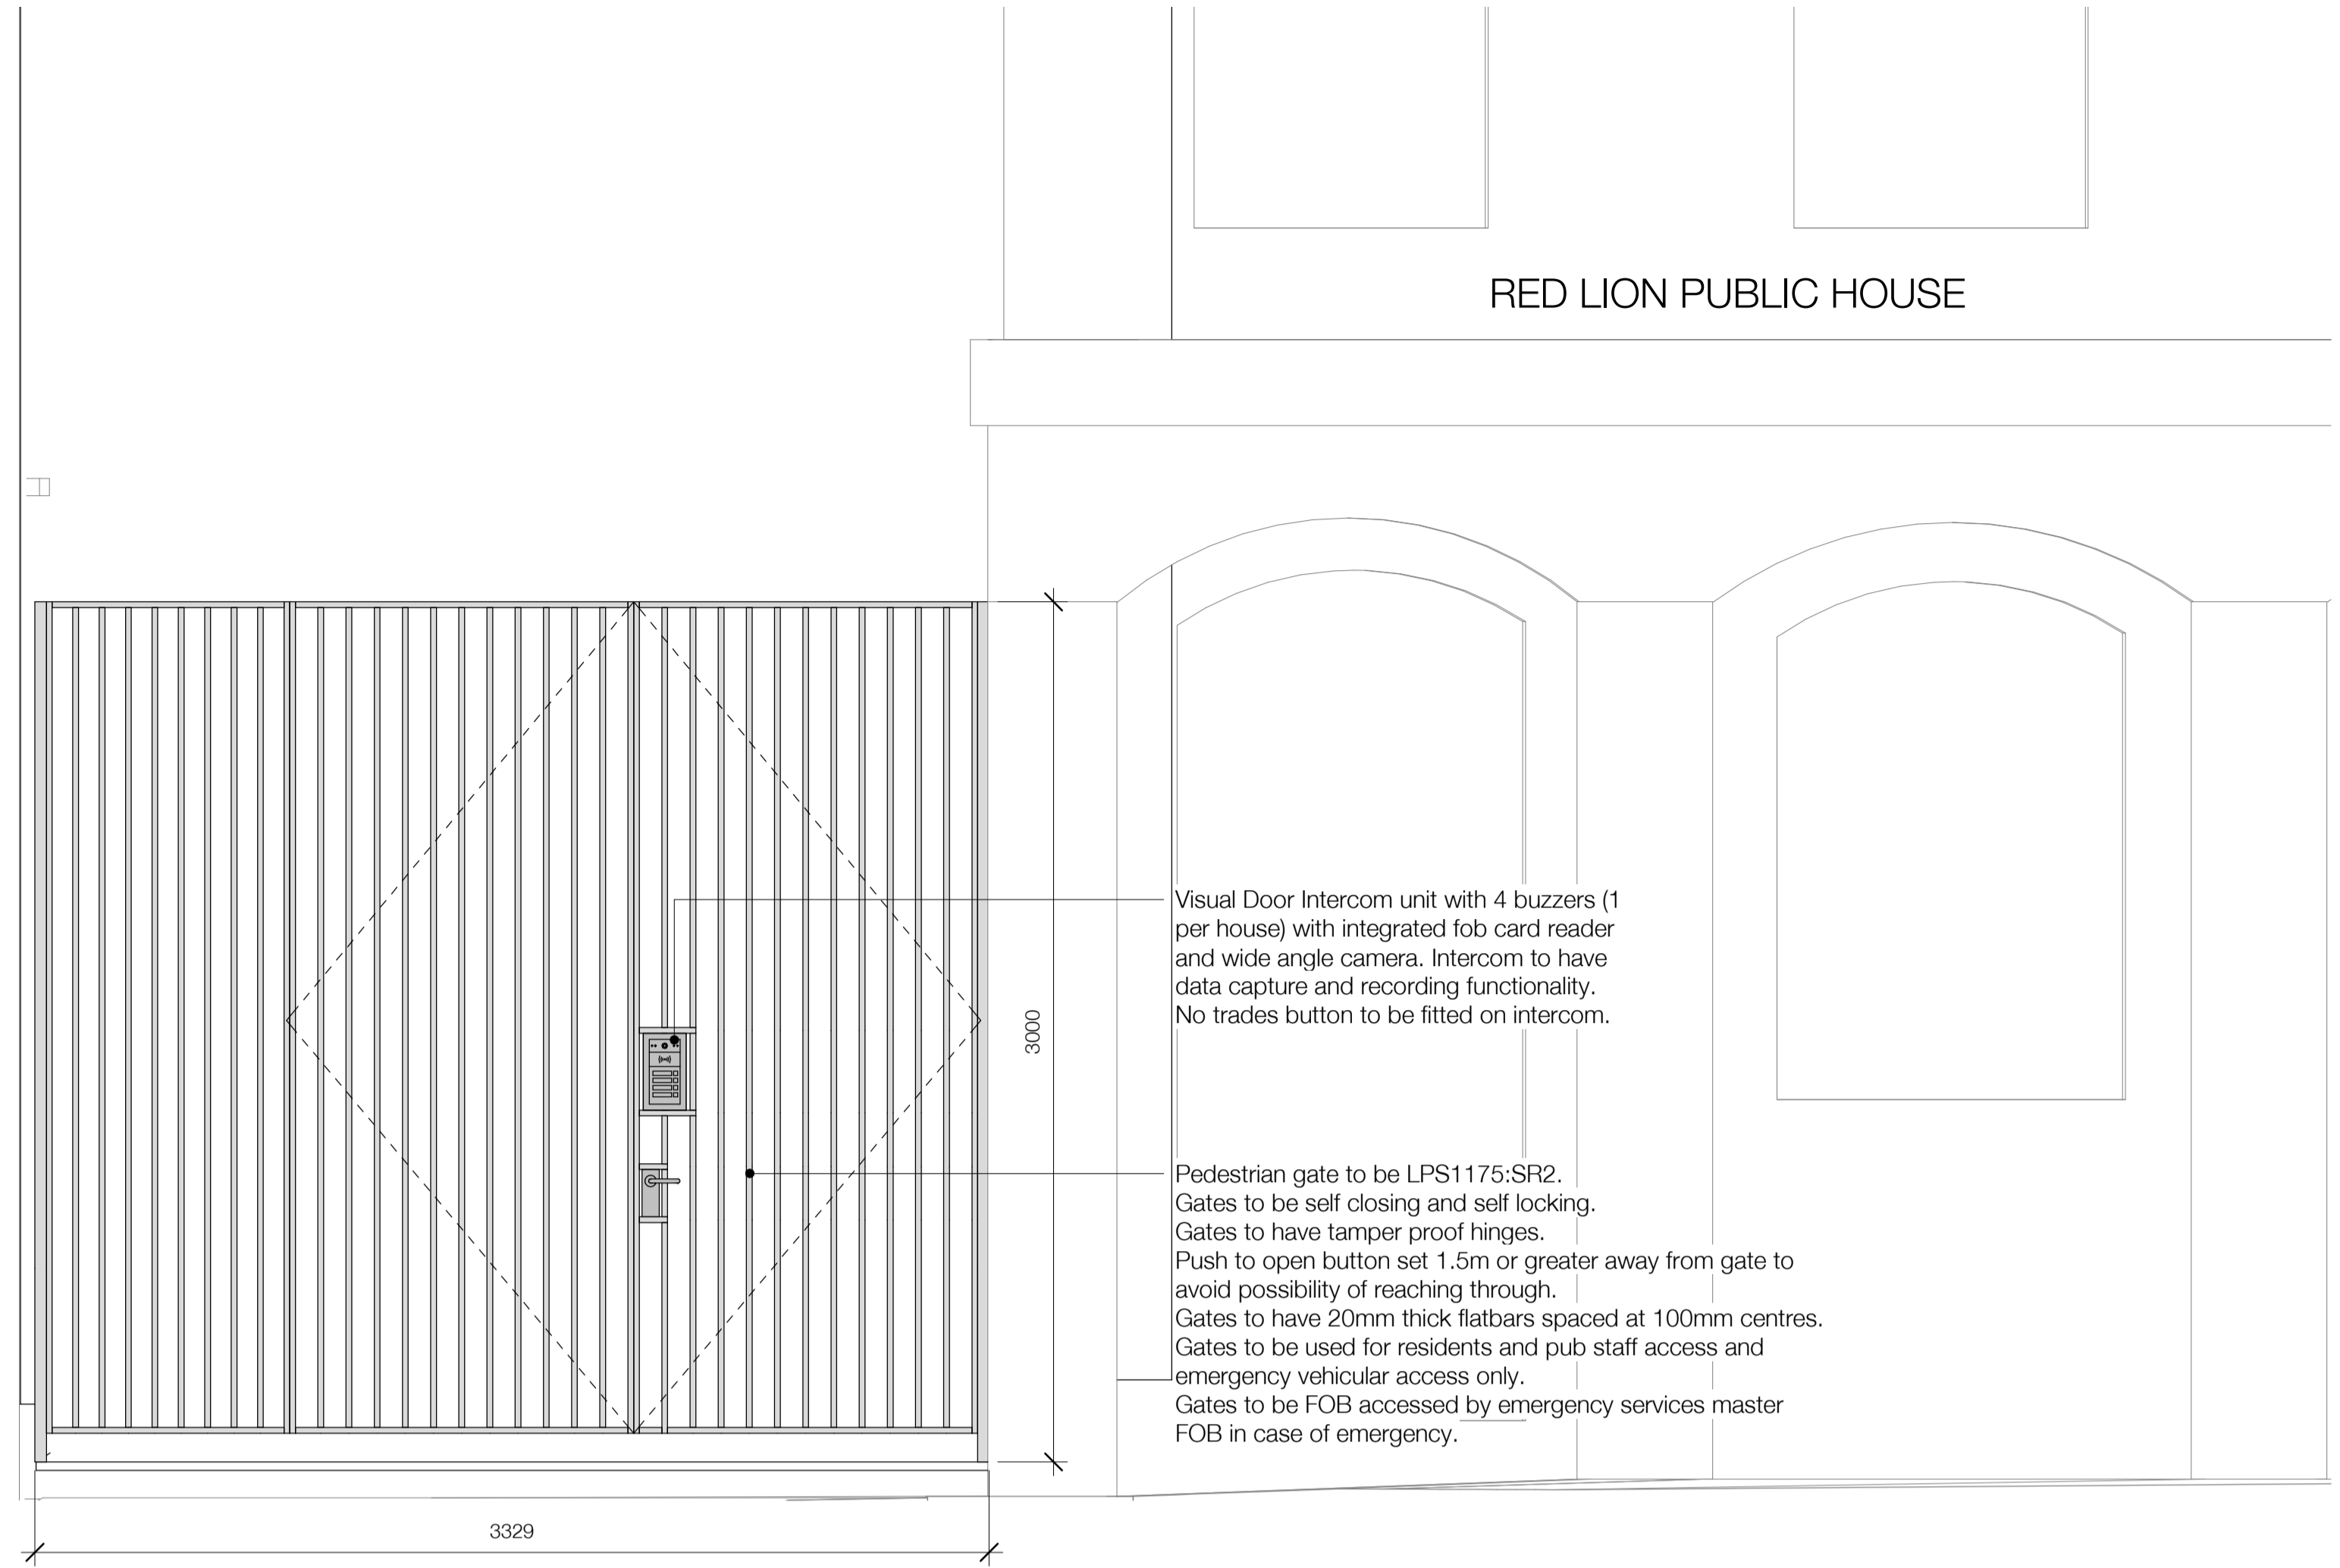 RED LION PUBLIC HOUSE
Visual Door Intercom unit with 4 buzzers (1
per house) with integrated fob card reader
and wide angle camera. Intercom to have
data capture and recording functionality.
No trades button to be fitted on intercom.
3000
Pedestrian gate to be LPS1175:SR2.
Gates to be self closing and self locking.
Gates to have tamper proof hinges.
Push to open button set 1.5m or greater away from gate to
avoid possibility of reaching through.
Gates to have 20mm thick flatbars spaced at 100mm centres.
Gates to be used for residents and pub staff access and
emergency vehicular access only.
Gates to be FOB accessed by emergency services master
FOB in case of emergency.
3329